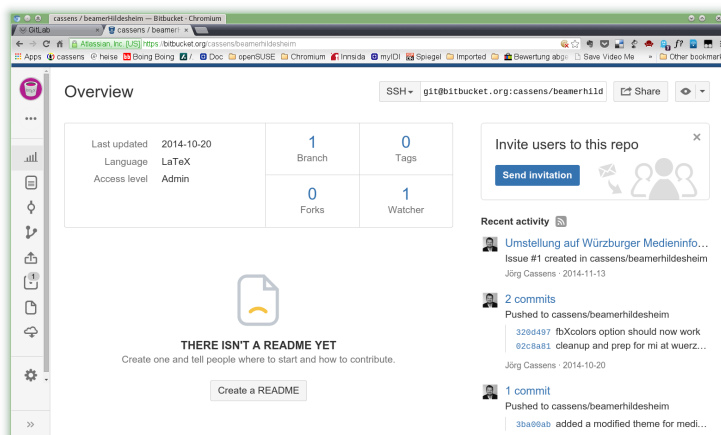 cassens / beamerHildesheim — Bitbucket - Chromium
GitLab
cassens / beamerH
Atlassian, Inc. [US] https://bitbucket.org/cassens/beamerhildesheim
Apps cassens @ heise Boing Boing / Doc openSUSE Chromium Innsida myIDI Spiegel Imported Bewertung abge Save Video Me » Other bookmar
Overview
SSH git@bitbucket.org:cassens/beamerhild Share
Last updated 2014-10-20
Language LaTeX
Access level Admin
1 Branch
0 Tags
0 Forks
1 Watcher
Invite users to this repo
Send invitation
Recent activity
Umstellung auf Würzburger Medieninfo...
Issue #1 created in cassens/beamerhildesheim
Jörg Cassens · 2014-11-13
2 commits
Pushed to cassens/beamerhildesheim
320d497 fbXcolors option should now work
02c8a81 cleanup and prep for mi at wuerz...
Jörg Cassens · 2014-10-20
1 commit
Pushed to cassens/beamerhildesheim
3ba00ab added a modified theme for medi...
THERE ISN'T A README YET
Create one and tell people where to start and how to contribute.
Create a README
1